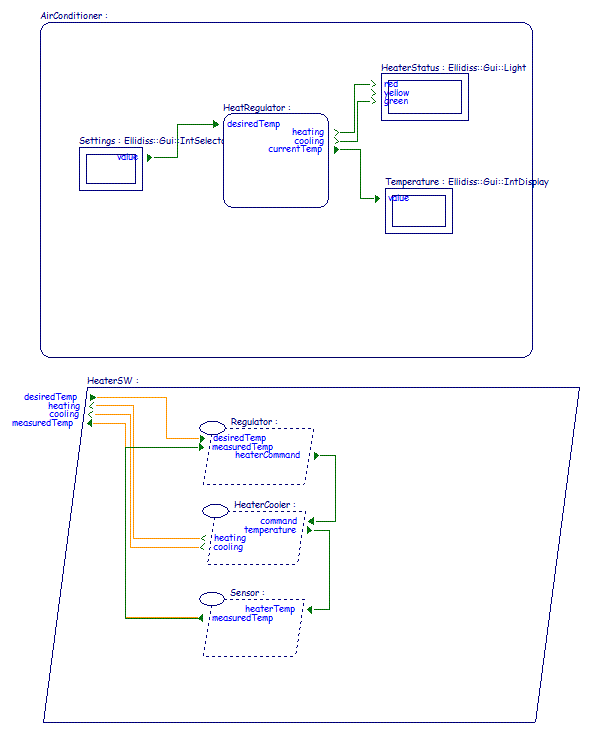 AirConditioner :
HeaterStatus : Ellidiss::Gui::Light
red
yellow
green
HeatRegulator :
desiredTemp
heating
cooling
currentTemp
Settings : Ellidiss::Gui::IntSelecto
value
Temperature : Ellidiss::Gui::IntDisplay
value
HeaterSW :
desiredTemp
heating
cooling
measuredTemp
Regulator :
desiredTemp
measuredTemp
heaterCommand
HeaterCooler :
command
temperature
heating
cooling
Sensor :
heaterTemp
measuredTemp